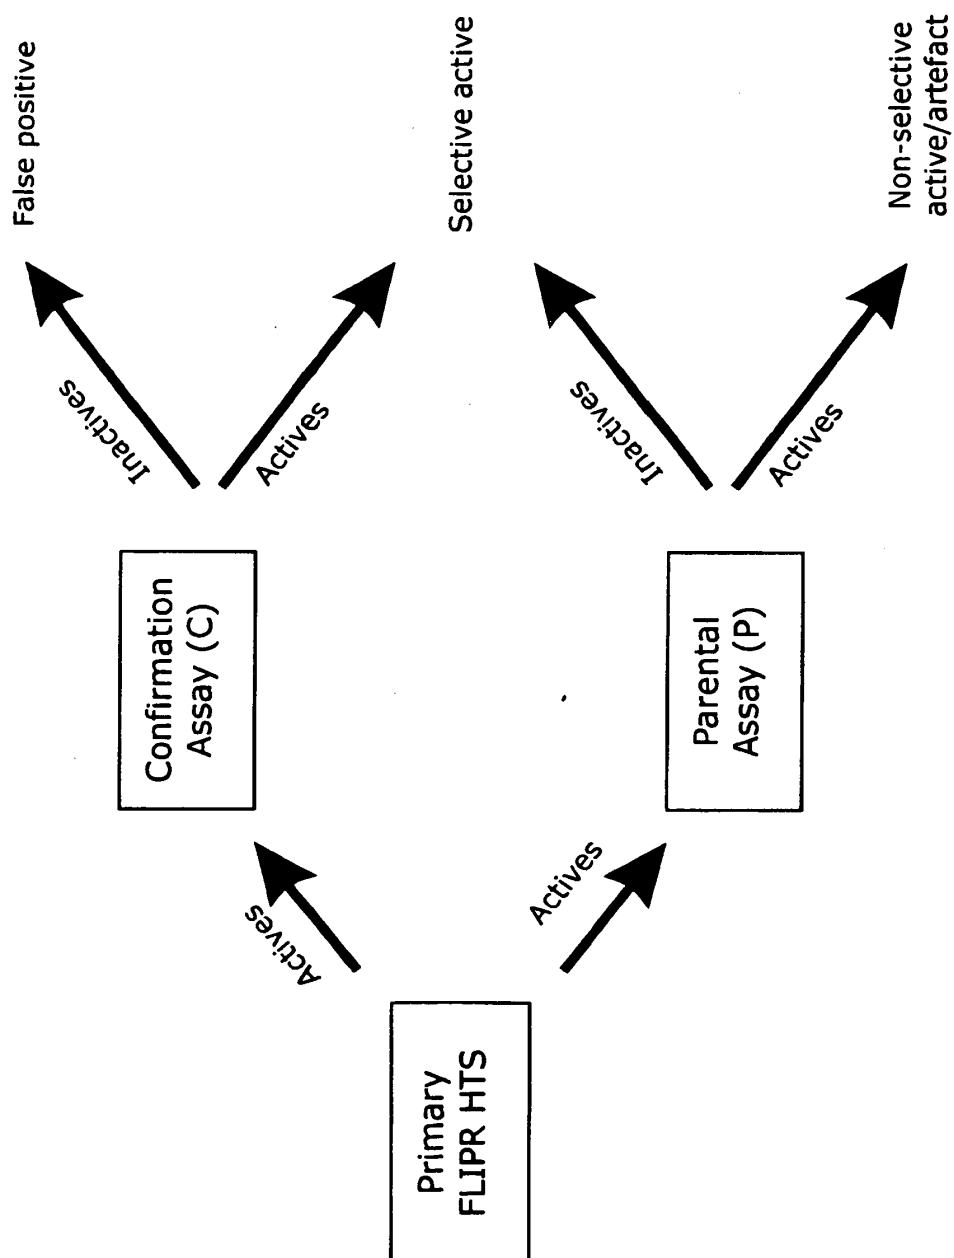 Primary
FLIPR HTS
Actives
Actives
Confirmation
Assay (C)
Parental
Assay (P)
Inactives
Actives
Inactives
Actives
False positive
Selective active
Non-selective
active/artefact